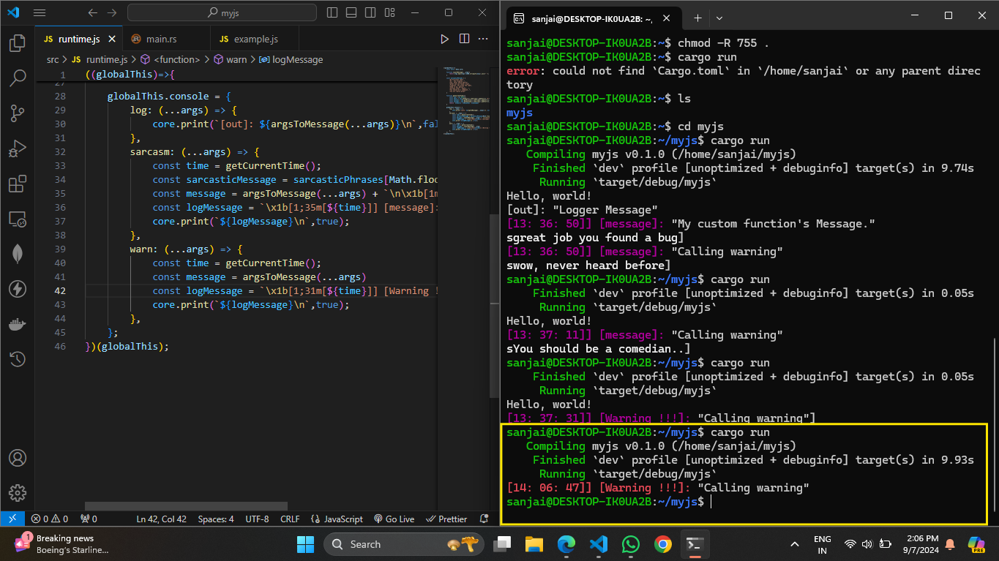 myjs
JS runtime.js
main.rs
JS example.js
src > JS runtime.js > <function> > warn > logMessage
1 ((globalThis)=>{
27
28 globalThis.console = {
29 log: (...args) => {
30 core.print(`[out]: ${argsToMessage(...args)}\n`,fal
31 },
32 sarcasm: (...args) => {
33 const time = getCurrentTime();
34 const sarcasticMessage = sarcasticPhrases[Math.floo
35 const message = argsToMessage(...args) + `\n\x1b[1m
36 const logMessage = `\x1b[1;35m[${time}]] [message]:
37 core.print(`${logMessage}\n`,true);
38 },
39 warn: (...args) => {
40 const time = getCurrentTime();
41 const message = argsToMessage(...args)
42 const logMessage = `\x1b[1;31m[${time}]] [Warning !
43 core.print(`${logMessage}\n`,true);
44 },
45 };
46 })(globalThis);
0 0 0 Ln 42, Col 42 Spaces: 4 UTF-8 CRLF {} JavaScript Go Live Prettier
sanjai@DESKTOP-IK0UA2B: ~,
sanjai@DESKTOP-IK0UA2B:~$ chmod -R 755 .
sanjai@DESKTOP-IK0UA2B:~$ cargo run
error: could not find `Cargo.toml` in `/home/sanjai` or any parent direc
tory
sanjai@DESKTOP-IK0UA2B:~$ ls
myjs
sanjai@DESKTOP-IK0UA2B:~$ cd myjs
sanjai@DESKTOP-IK0UA2B:~/myjs$ cargo run
Compiling myjs v0.1.0 (/home/sanjai/myjs)
Finished `dev` profile [unoptimized + debuginfo] target(s) in 9.74s
Running `target/debug/myjs`
Hello, world!
[out]: "Logger Message"
[13: 36: 50]] [message]: "My custom function's Message."
sgreat job you found a bug]
[13: 36: 50]] [message]: "Calling warning"
swow, never heard before]
sanjai@DESKTOP-IK0UA2B:~/myjs$ cargo run
Finished `dev` profile [unoptimized + debuginfo] target(s) in 0.05s
Running `target/debug/myjs`
Hello, world!
[13: 37: 11]] [message]: "Calling warning"
sYou should be a comedian..]
sanjai@DESKTOP-IK0UA2B:~/myjs$ cargo run
Finished `dev` profile [unoptimized + debuginfo] target(s) in 0.05s
Running `target/debug/myjs`
Hello, world!
[13: 37: 31]] [Warning !!!]: "Calling warning"]
sanjai@DESKTOP-IK0UA2B:~/myjs$ cargo run
Compiling myjs v0.1.0 (/home/sanjai/myjs)
Finished `dev` profile [unoptimized + debuginfo] target(s) in 9.93s
Running `target/debug/myjs`
[14: 06: 47]] [Warning !!!]: "Calling warning"
sanjai@DESKTOP-IK0UA2B:~/myjs$
1
Breaking news
Boeing's Starline...
Search
ENG
IN
2:06 PM
9/7/2024
PRE